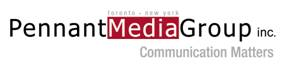 toronto - new york
PennantMediaGroup inc.
Communication Matters